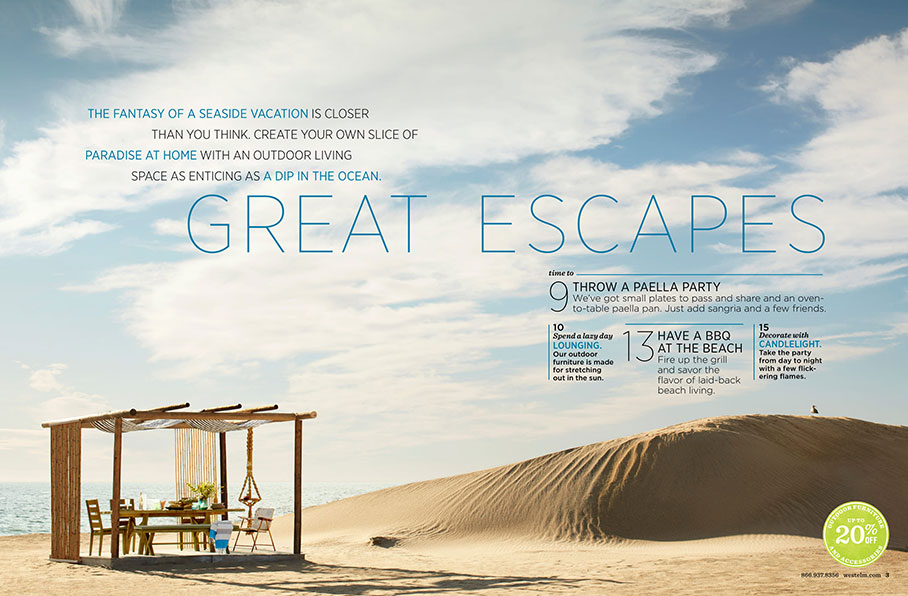 THE FANTASY OF A SEASIDE VACATION IS CLOSER
THAN YOU THINK. CREATE YOUR OWN SLICE OF
PARADISE AT HOME WITH AN OUTDOOR LIVING
SPACE AS ENTICING AS A DIP IN THE OCEAN.
GREAT ESCAPES
time to
9 THROW A PAELLA PARTY
We've got small plates to pass and share and an oven-
to-table paella pan. Just add sangria and a few friends.
10
Spend a lazy day
LOUNGING.
Our outdoor
furniture is made
for stretching
out in the sun.
13 HAVE A BBQ
AT THE BEACH
Fire up the grill
and savor the
flavor of laid-back
beach living.
15
Decorate with
CANDLELIGHT.
Take the party
from day to night
with a few flick-
ering flames.
OUTDOOR FURNITURE
UP TO
20% OFF
AND ACCESSORIES
866.937.8356 westelm.com 3